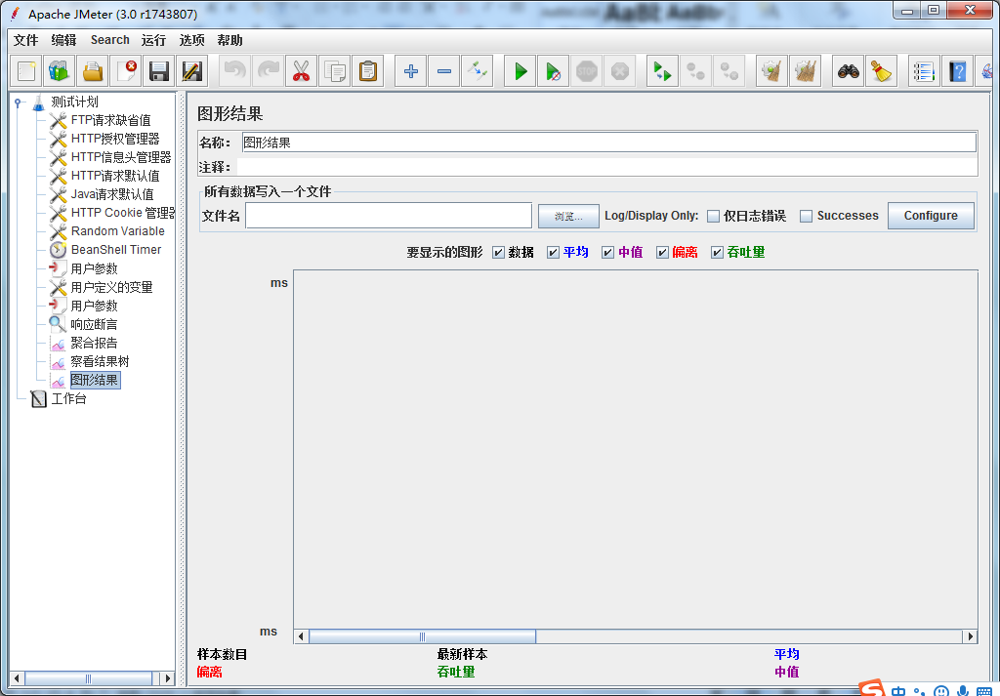 Apache JMeter (3.0 r1743807)
文件 编辑 Search 运行 选项 帮助
STOP
测试计划
FTP请求缺省值
HTTP授权管理器
HTTP信息头管理器
HTTP请求默认值
Java请求默认值
HTTP Cookie 管理器
Random Variable
BeanShell Timer
用户参数
用户定义的变量
用户参数
响应断言
聚合报告
察看结果树
图形结果
工作台
图形结果
名称： 图形结果
注释：
所有数据写入一个文件
文件名 浏览... Log/Display Only: 仅日志错误 Successes Configure
要显示的图形 数据 平均 中值 偏离 吞吐量
ms
ms
样本数目 最新样本 平均
偏离 吞吐量 中值
中